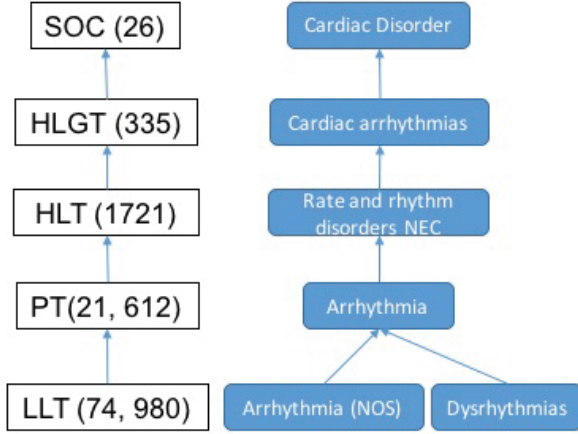 SOC (26)
Cardiac Disorder
HLGT (335)
Cardiac arrhythmias
HLT (1721)
Rate and rhythm
disorders NEC
PT(21, 612)
Arrhythmia
LLT (74, 980)
Arrhythmia (NOS)
Dysrhythmias